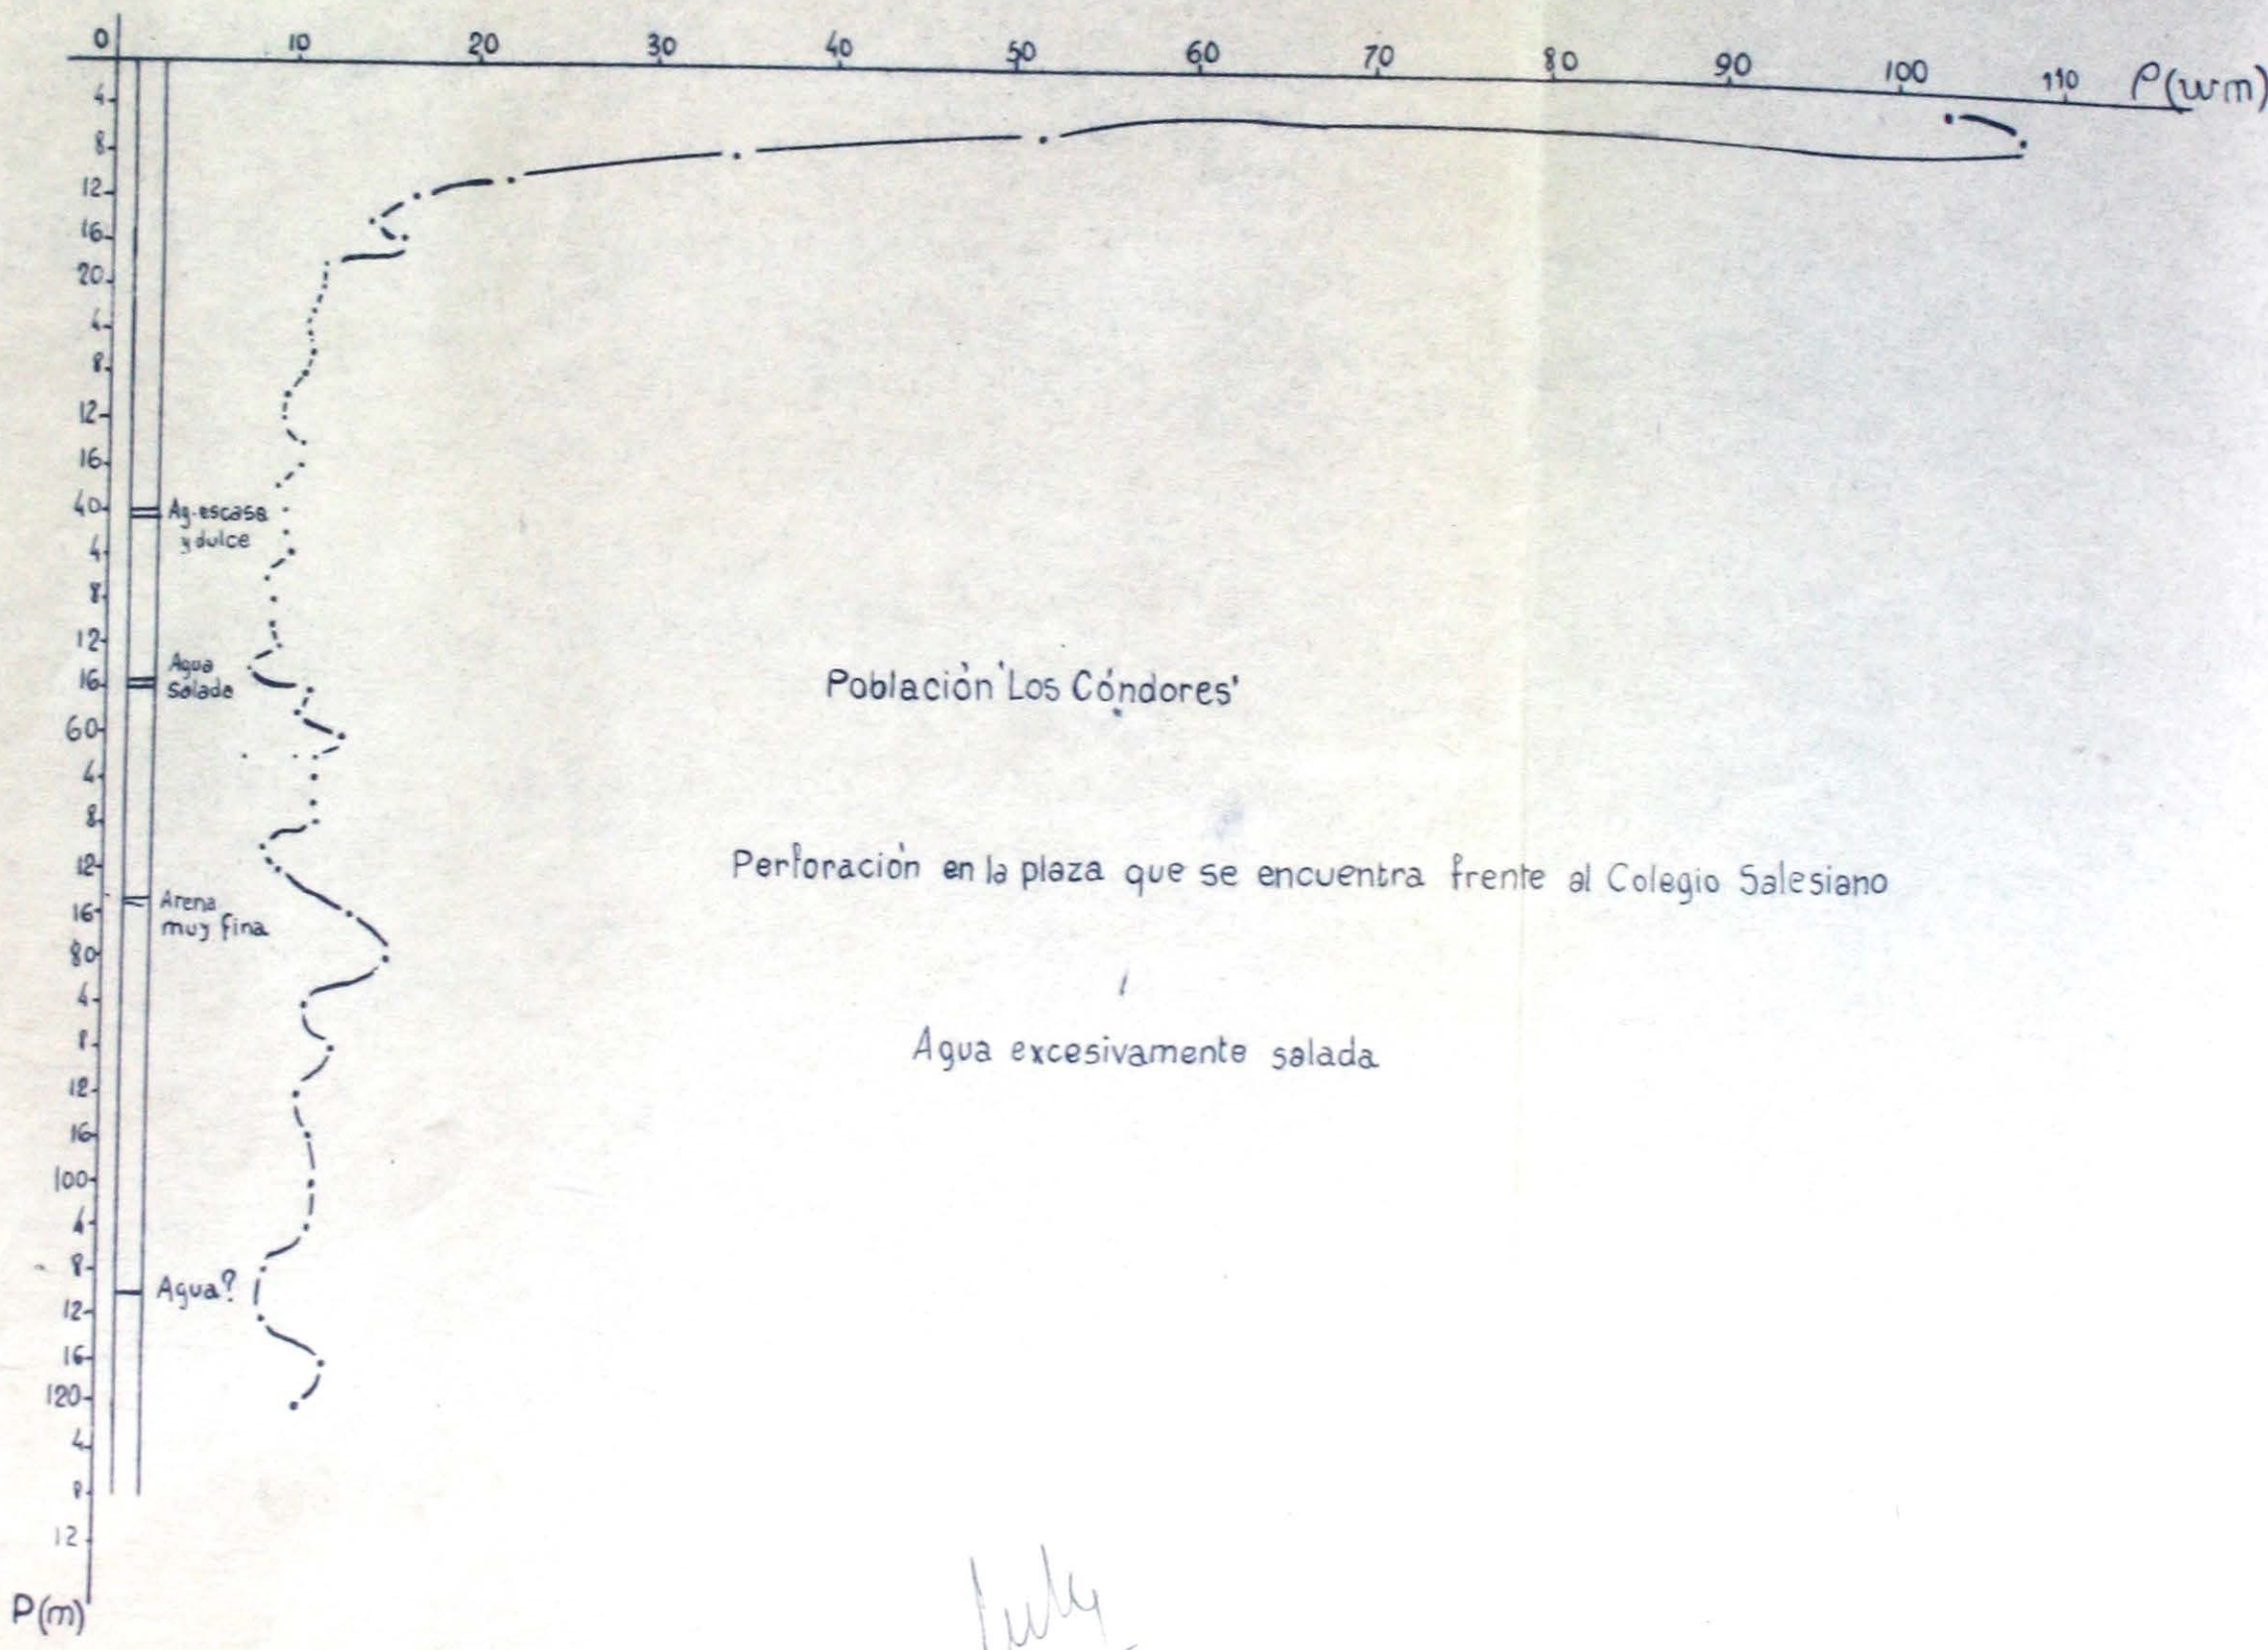 0 10 20 30 40 50 60 70 80 90 100 110 ρ(wm)
4
8
12
16
20
4
8
12
16
40 Ag. escasa
y dulce
4
8
12
Agua
16 Salada
60
4
8
12
Arena
16 muy fina
80
4
8
12
16
100
4
8
Agua?
12
16
120
4
8
12
P(m)
Población 'Los Cóndores'
Perforación en la plaza que se encuentra frente al Colegio Salesiano
Agua excesivamente salada